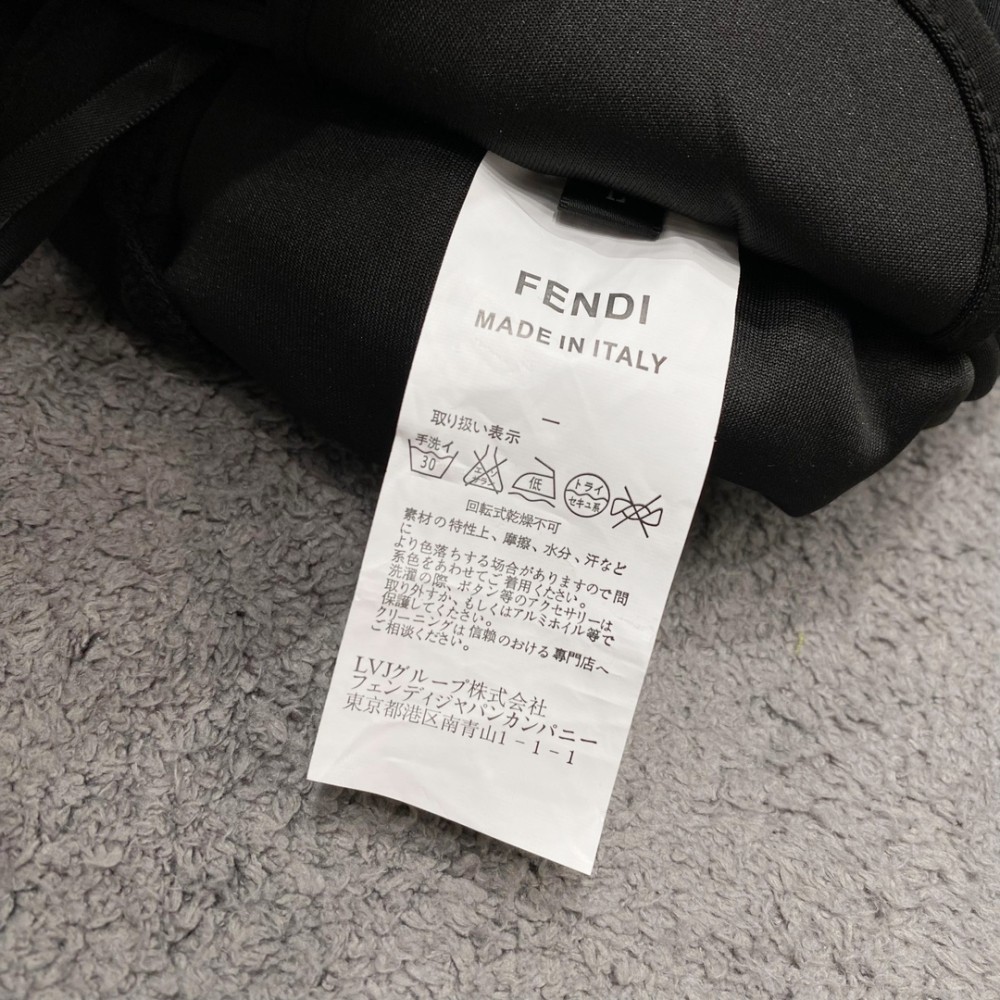 FENDI
MADE IN ITALY
—
取り扱い表示
手洗イ
30
エンソ
サラシ
低
ドライ
セキユ系
回転式乾燥不可
素材の特性上、摩擦、水分、汗など
に
より色落ちする場合がありますので問
系色をあわせてご着用ください。
洗濯の際、ボタン等のアクセサリーは
取り外すか、もしくはアルミホイル等で
保護してください。
クリーニングは信頼のおける専門店へ
ご相談ください。
LVJグループ株式会社
フェンディジャパンカンパニー
東京都港区南青山1-1-1